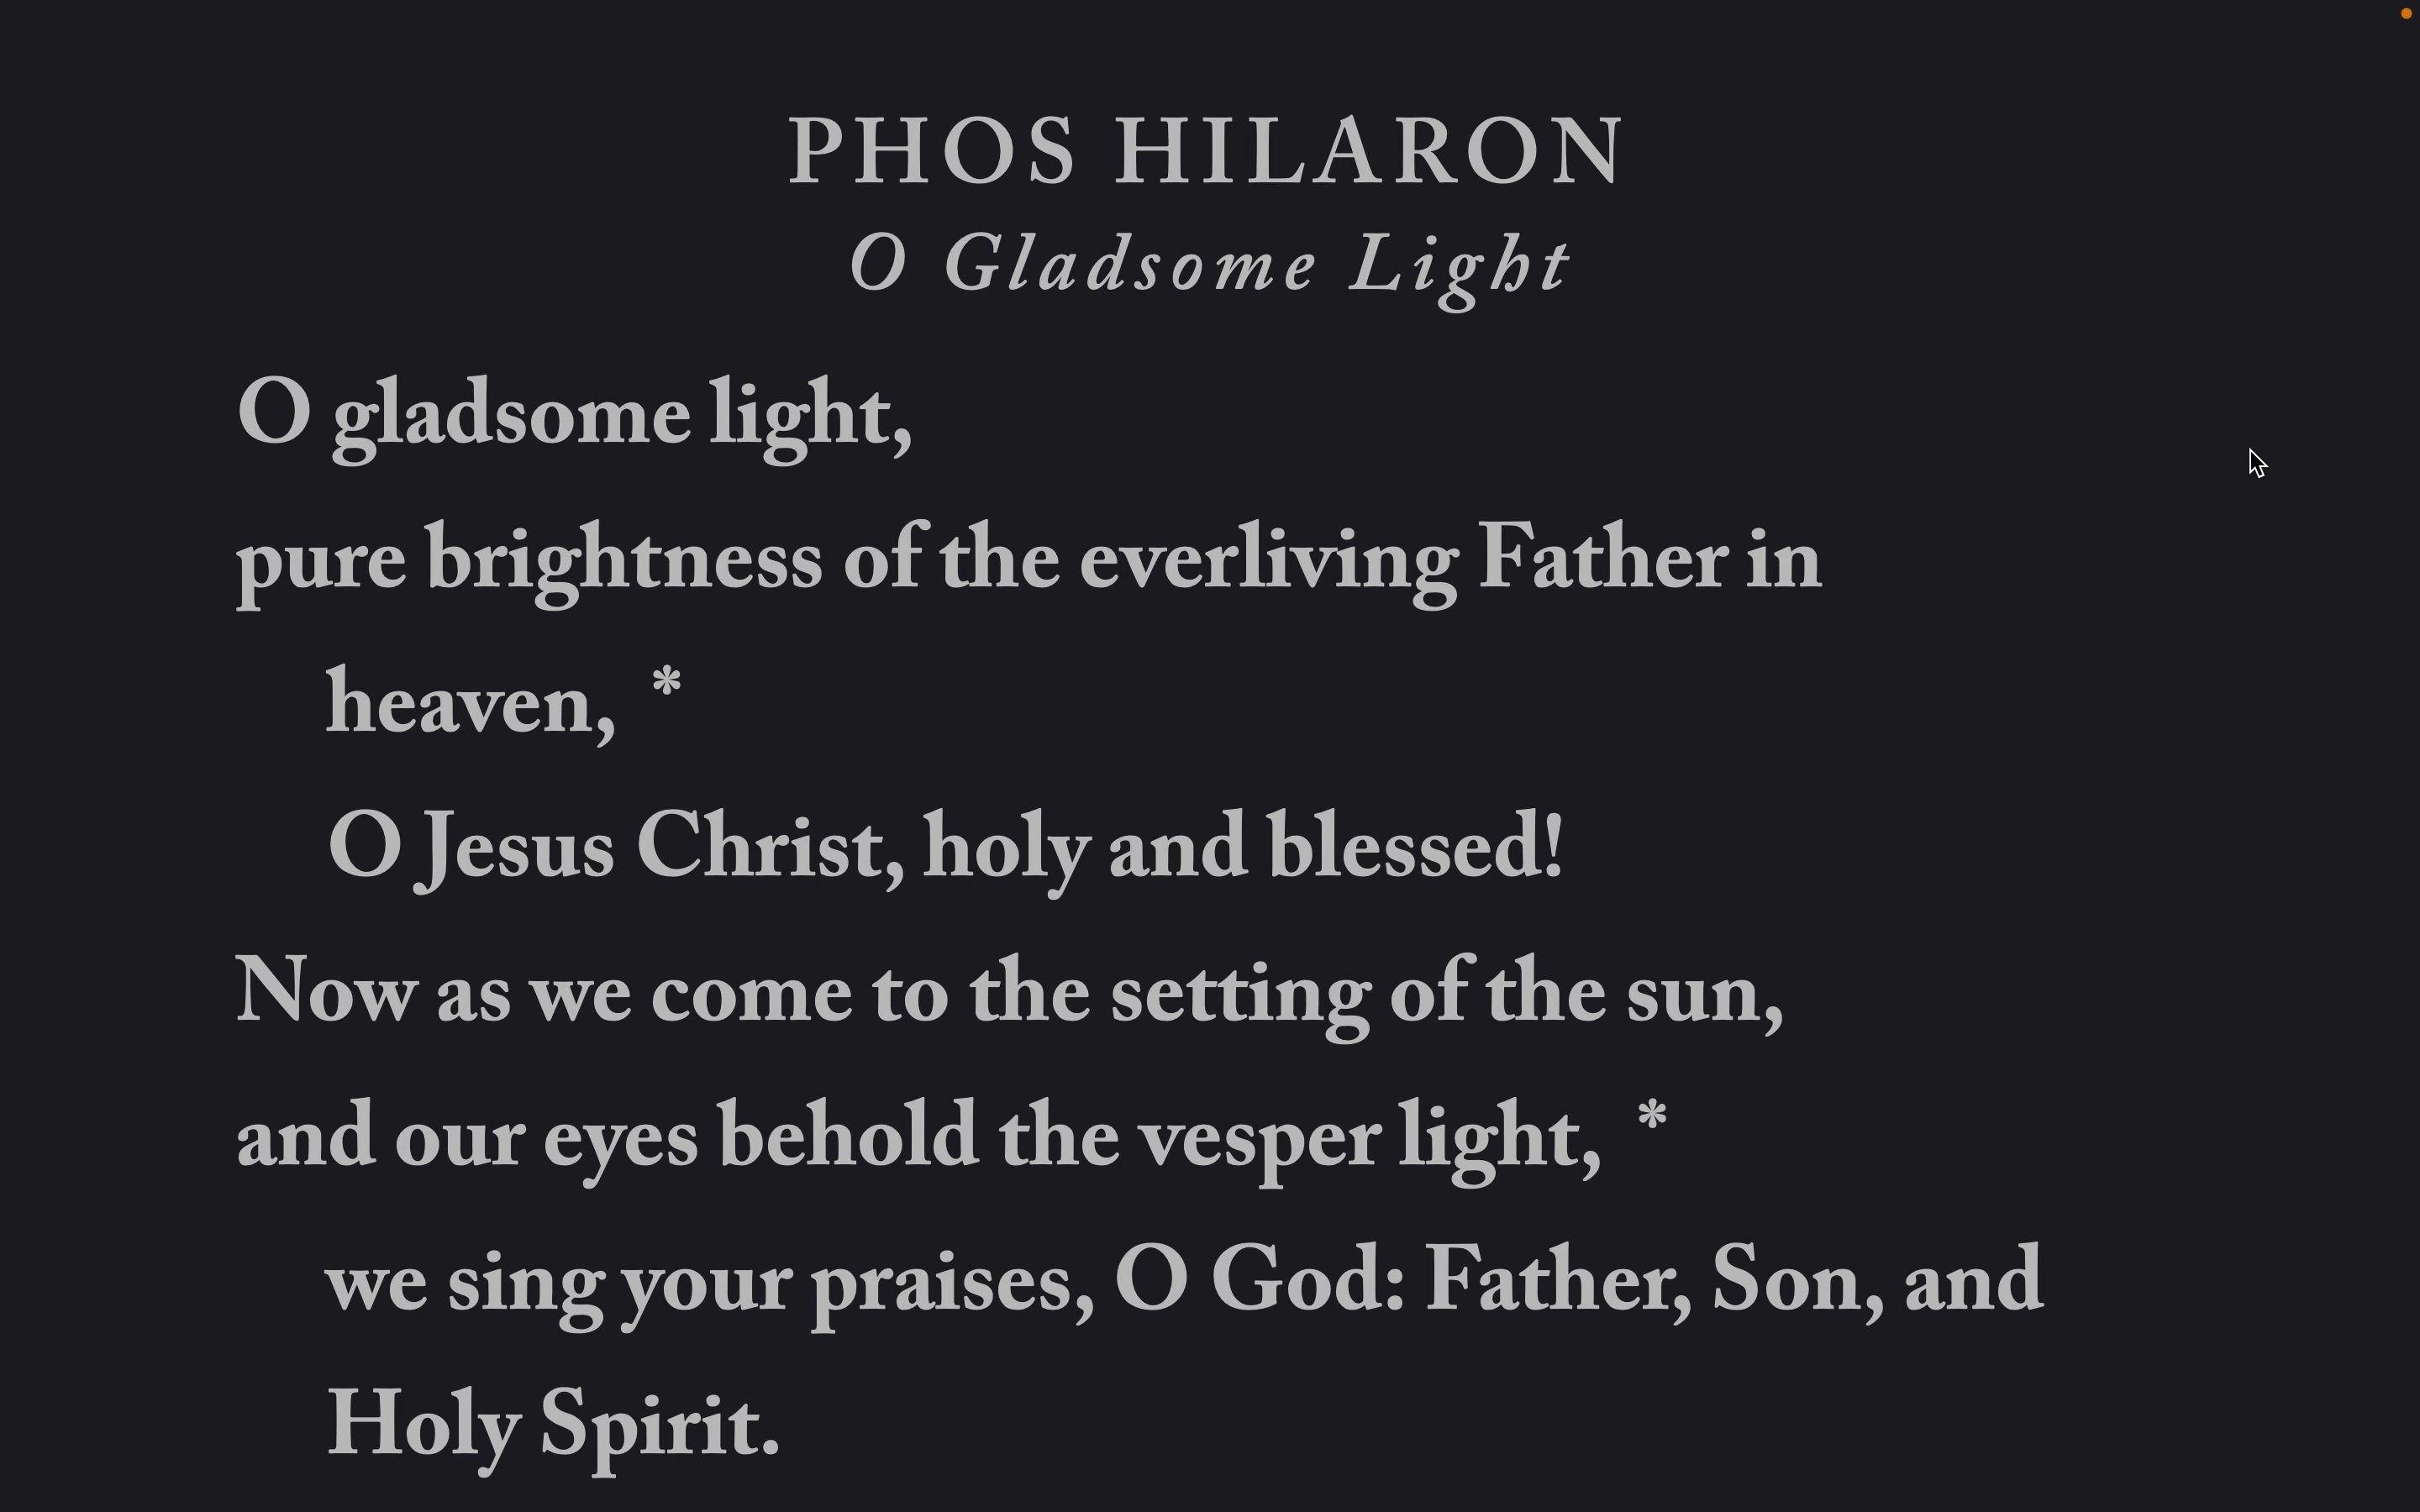 PHOS HILARON
O Gladsome Light
O gladsome light,
pure brightness of the everliving Father in
heaven, *
O Jesus Christ, holy and blessed!
Now as we come to the setting of the sun,
and our eyes behold the vesper light, *
we sing your praises, O God: Father, Son, and
Holy Spirit.